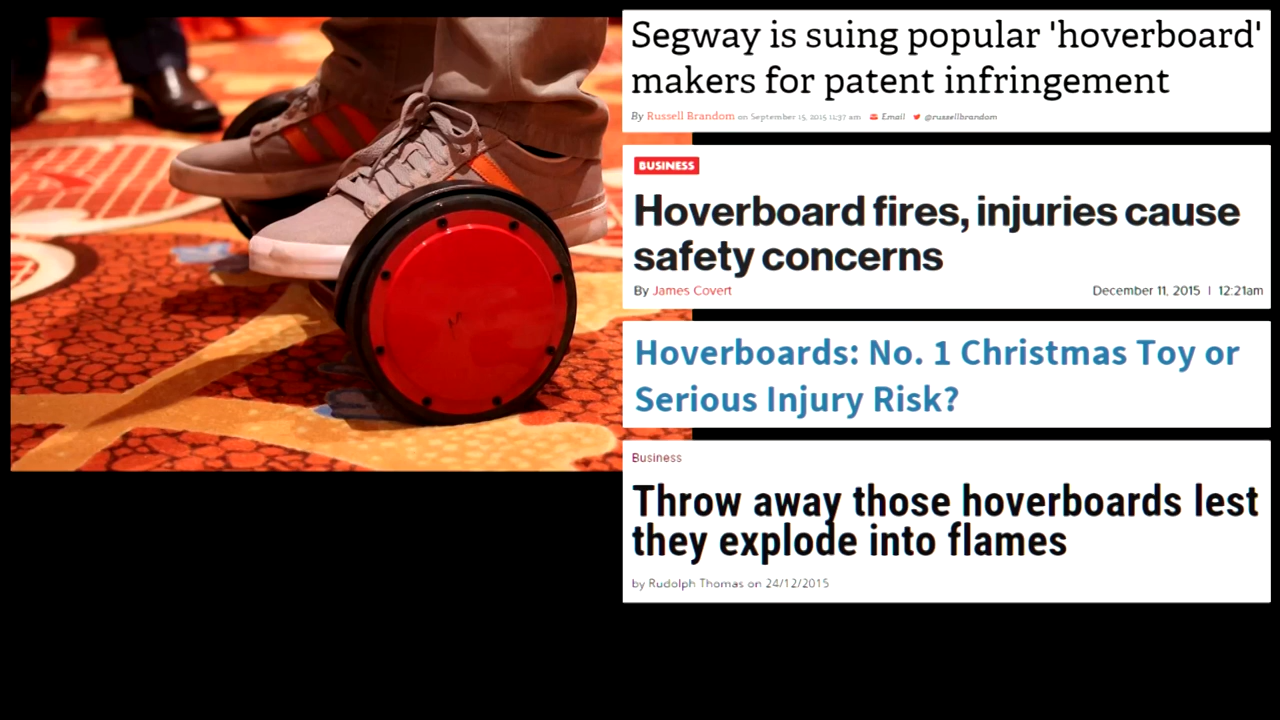 Segway is suing popular 'hoverboard'
makers for patent infringement
By Russell Brandom on September 15, 2015 11:37 am Email @russellbrandom
BUSINESS
Hoverboard fires, injuries cause
safety concerns
By James Covert December 11, 2015 | 12:21am
Hoverboards: No. 1 Christmas Toy or
Serious Injury Risk?
Business
Throw away those hoverboards lest
they explode into flames
by Rudolph Thomas on 24/12/2015